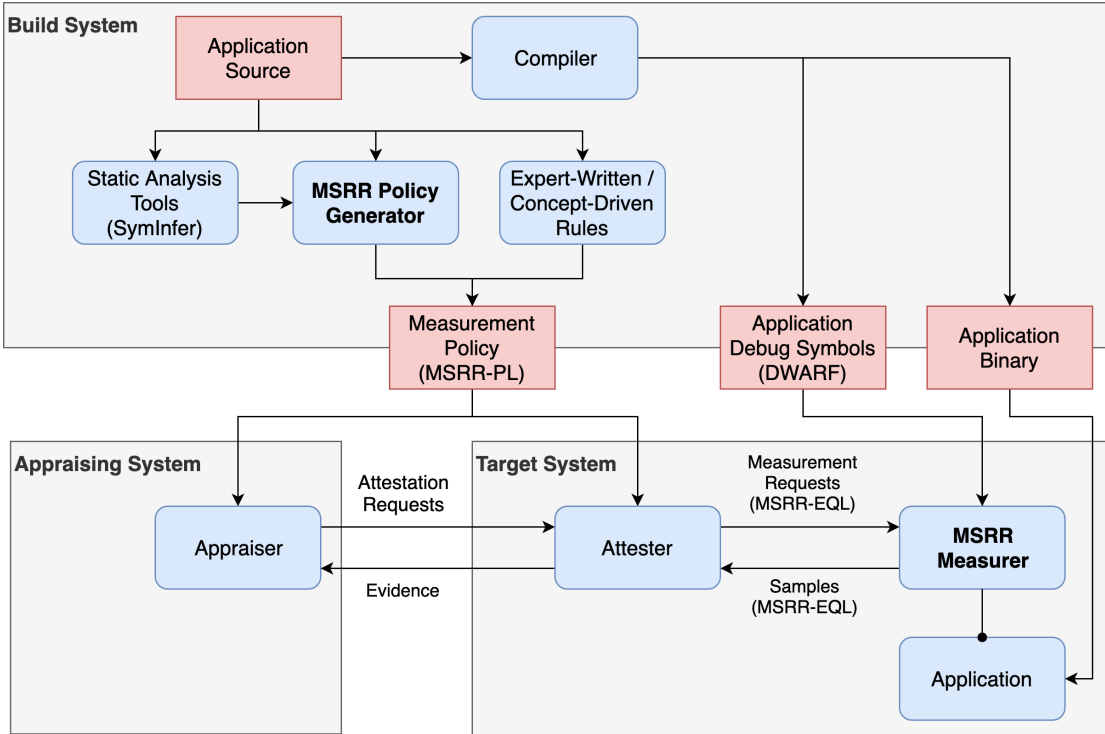 Build System
Application
Source
Compiler
Static Analysis
Tools
(SymInfer)
MSRR Policy
Generator
Expert-Written /
Concept-Driven
Rules
Measurement
Policy
(MSRR-PL)
Application
Debug Symbols
(DWARF)
Application
Binary
Appraising System
Attestation
Requests
Appraiser
Evidence
Target System
Measurement
Requests
(MSRR-EQL)
Attester
MSRR
Measurer
Samples
(MSRR-EQL)
Application